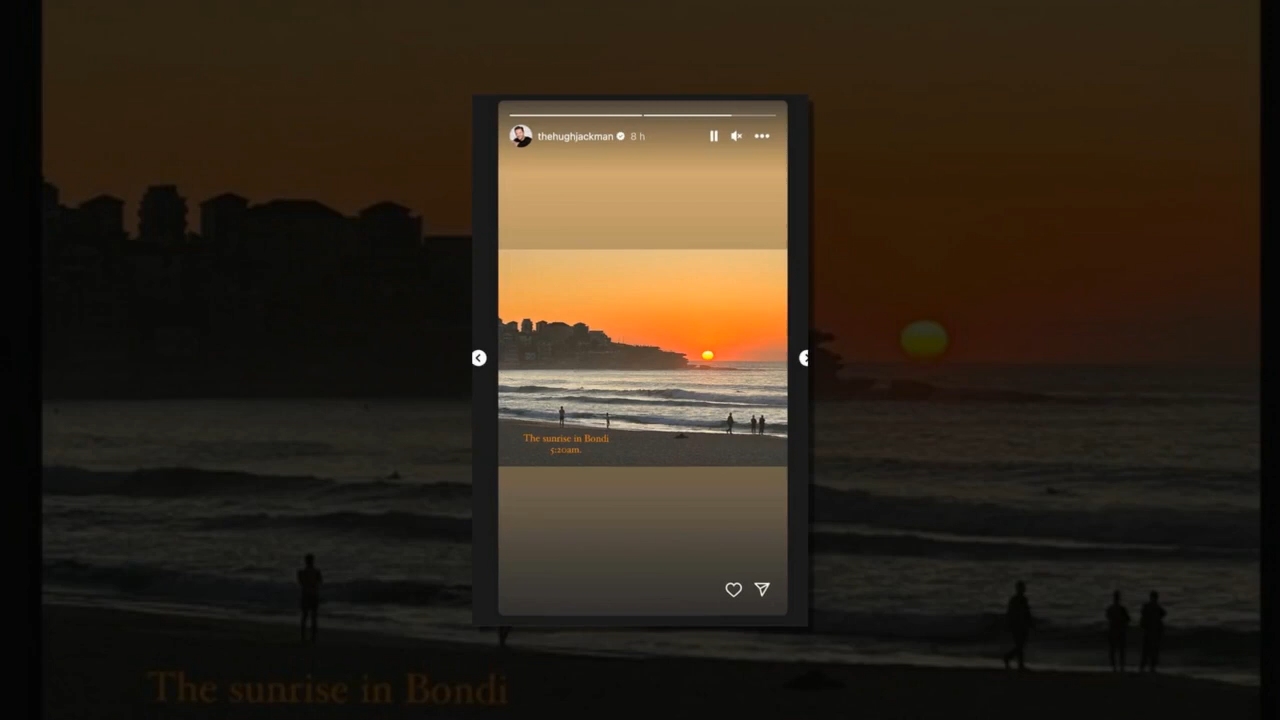 thehughjackman 8 h
The sunrise in Bondi
5:20am.
The sunrise in Bondi